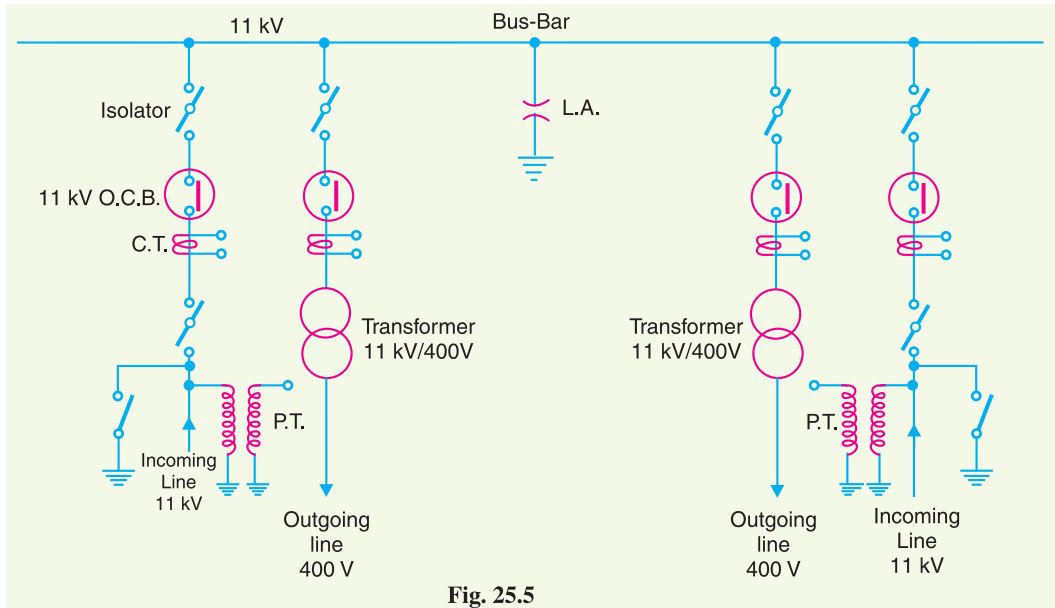 11 kV
Bus-Bar
Isolator
L.A.
11 kV O.C.B.
C.T.
Transformer
11 kV/400V
Transformer
11 kV/400V
P.T.
P.T.
Incoming
Line
11 kV
Outgoing
line
400 V
Outgoing
line
400 V
Incoming
Line
11 kV
Fig. 25.5